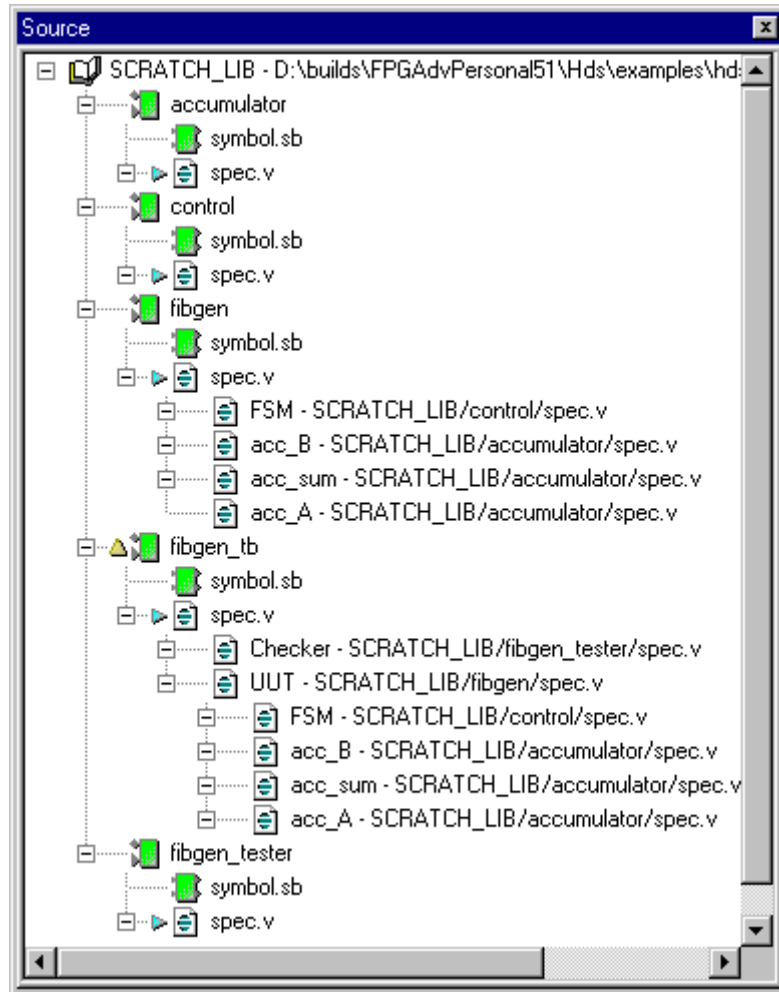 Source
SCRATCH_LIB - D:\builds\FPGAdvPersonal51\Hds\examples\hd
accumulator
symbol.sb
spec.v
control
symbol.sb
spec.v
fibgen
symbol.sb
spec.v
FSM - SCRATCH_LIB/control/spec.v
acc_B - SCRATCH_LIB/accumulator/spec.v
acc_sum - SCRATCH_LIB/accumulator/spec.v
acc_A - SCRATCH_LIB/accumulator/spec.v
fibgen_tb
symbol.sb
spec.v
Checker - SCRATCH_LIB/fibgen_tester/spec.v
UUT - SCRATCH_LIB/fibgen/spec.v
FSM - SCRATCH_LIB/control/spec.v
acc_B - SCRATCH_LIB/accumulator/spec.v
acc_sum - SCRATCH_LIB/accumulator/spec.v
acc_A - SCRATCH_LIB/accumulator/spec.v
fibgen_tester
symbol.sb
spec.v